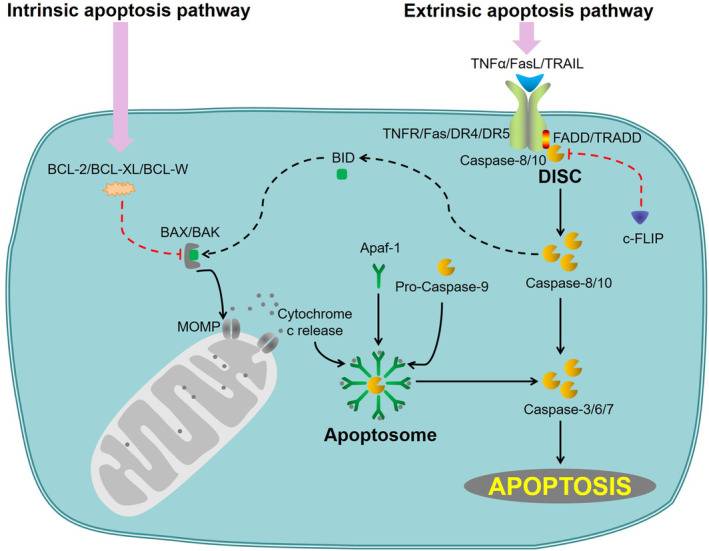 Intrinsic apoptosis pathway
Extrinsic apoptosis pathway
TNFα/FasL/TRAIL
TNFR/Fas/DR4/DR5
FADD/TRADD
Caspase-8/10
DISC
BCL-2/BCL-XL/BCL-W
BID
c-FLIP
BAX/BAK
Apaf-1
Pro-Caspase-9
Caspase-8/10
MOMP
Cytochrome
c release
Apoptosome
Caspase-3/6/7
APOPTOSIS